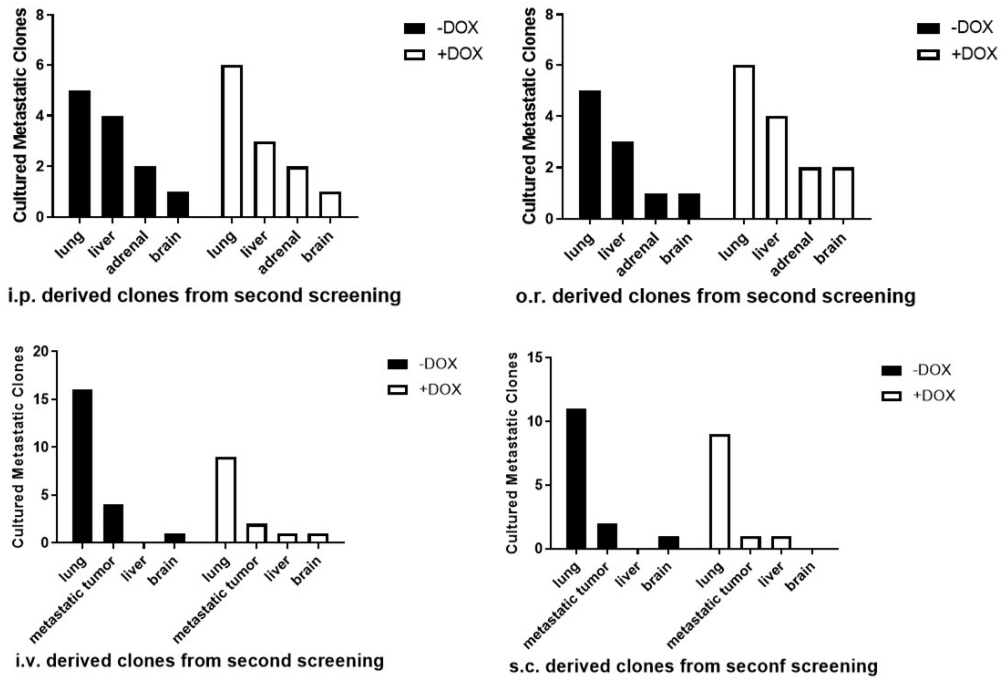 Cultured Metastatic Clones
8
6
4
2
0
-DOX
+DOX
lung
liver
adrenal
brain
lung
liver
adrenal
brain
i.p. derived clones from second screening
Cultured Metastatic Clones
8
6
4
2
0
-DOX
+DOX
lung
liver
adrenal
brain
lung
liver
adrenal
brain
o.r. derived clones from second screening
Cultured Metastatic Clones
20
15
10
5
0
-DOX
+DOX
lung
metastatic tumor
liver
brain
lung
metastatic tumor
liver
brain
i.v. derived clones from second screening
Cultured Metastatic Clones
15
10
5
0
-DOX
+DOX
lung
metastatic tumor
liver
brain
lung
metastatic tumor
liver
brain
s.c. derived clones from seconf screening